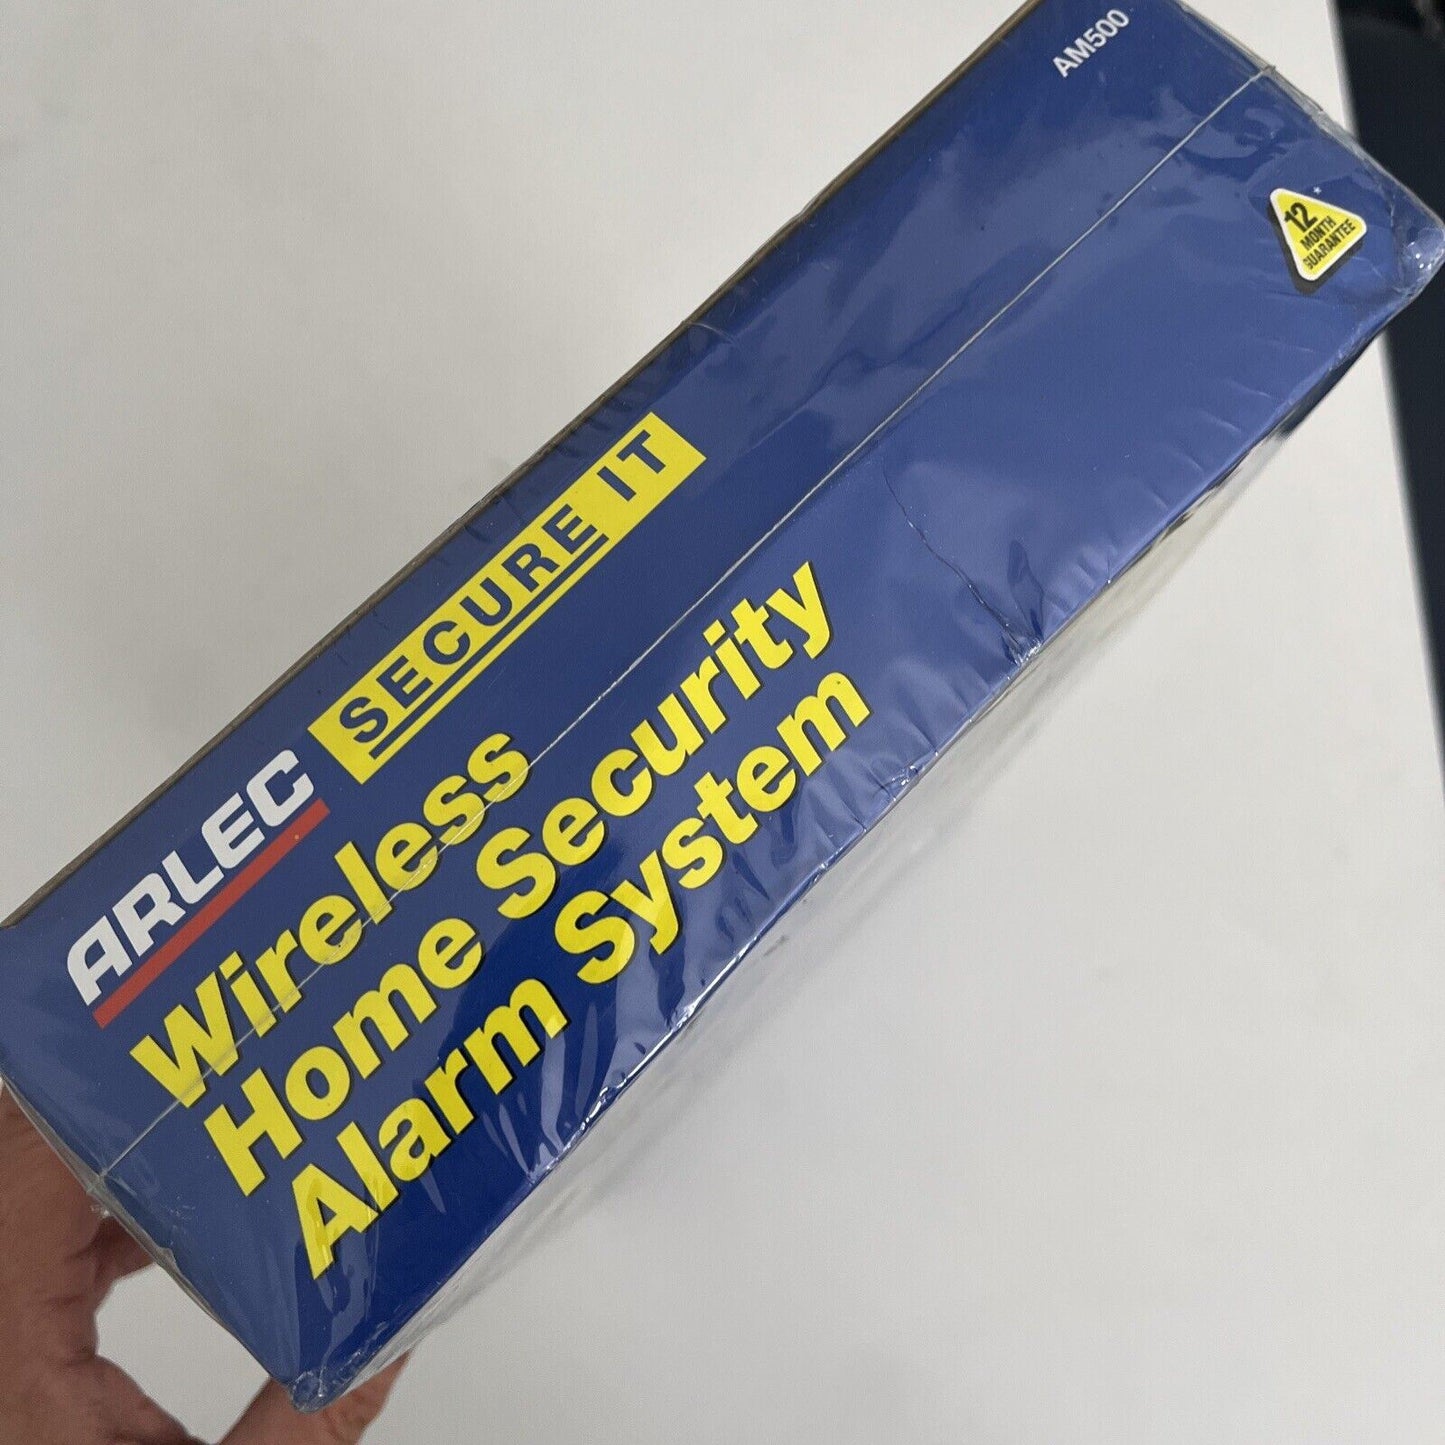 ARLEC SECURE IT
Wireless
Home Security
Alarm System
AM500
12*
MONTH
GUARANTEE